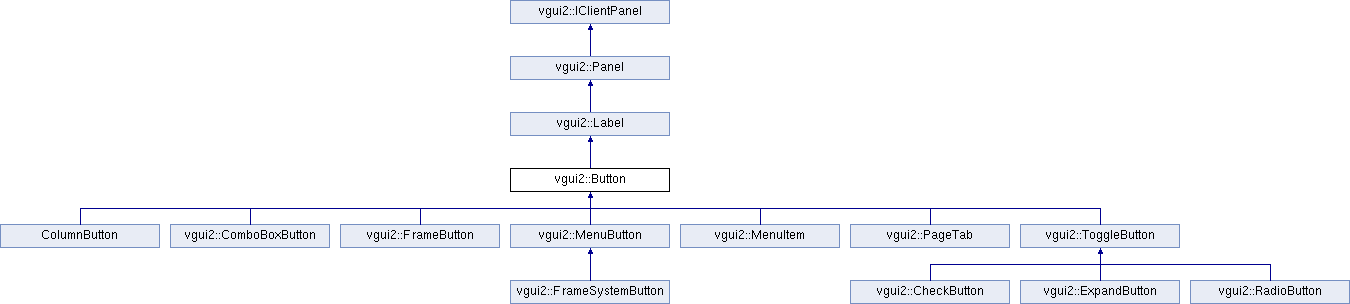 vgui2::IClientPanel
vgui2::Panel
vgui2::Label
vgui2::Button
ColumnButton
vgui2::ComboBoxButton
vgui2::FrameButton
vgui2::MenuButton
vgui2::MenuItem
vgui2::PageTab
vgui2::ToggleButton
vgui2::FrameSystemButton
vgui2::CheckButton
vgui2::ExpandButton
vgui2::RadioButton